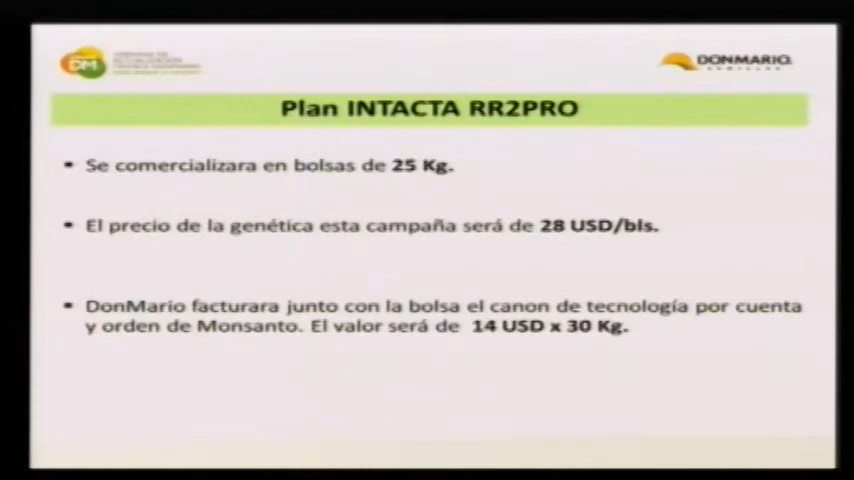 DM
DONMARIO
SEMILLAS
Plan INTACTA RR2PRO
• Se comercializara en bolsas de 25 Kg.
• El precio de la genética esta campaña será de 28 USD/bls.
• DonMario facturara junto con la bolsa el canon de tecnología por cuenta
y orden de Monsanto. El valor será de 14 USD x 30 Kg.